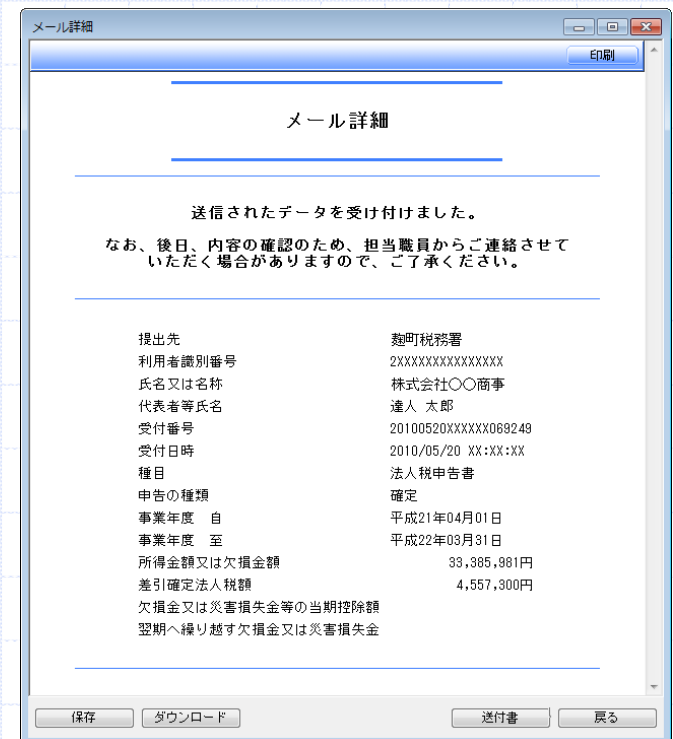 メール詳細
印刷
メール詳細
送信されたデータを受け付けました。
なお、後日、内容の確認のため、担当職員からご連絡させて
いただく場合がありますので、ご了承ください。
提出先 麹町税務署
利用者識別番号 2XXXXXXXXXXXXXXX
氏名又は名称 株式会社〇〇商事
代表者等氏名 達人 太郎
受付番号 20100520XXXXXX069249
受付日時 2010/05/20 XX:XX:XX
種目 法人税申告書
申告の種類 確定
事業年度 自 平成21年04月01日
事業年度 至 平成22年03月31日
所得金額又は欠損金額 33,385,981円
差引確定法人税額 4,557,300円
欠損金又は災害損失金等の当期控除額
翌期へ繰り越す欠損金又は災害損失金
保存 ダウンロード 送付書 戻る